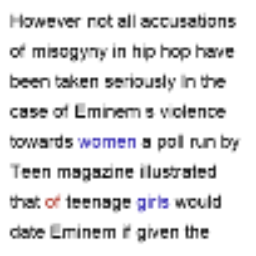 However not all accusations
of misogyny in hip hop have
been taken seriously In the
case of Eminem s violence
towards women a poll run by
Teen magazine illustrated
that of teenage girls would
date Eminem if given the